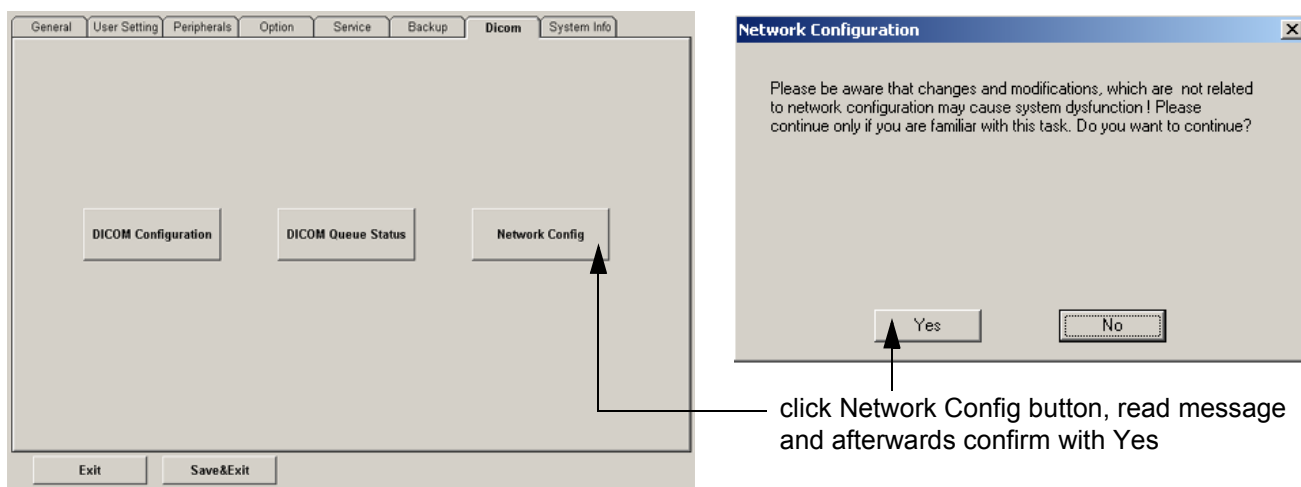 General User Setting Peripherals Option Service Backup Dicom System Info
DICOM Configuration DICOM Queue Status Network Config
Exit Save&Exit
Network Configuration
Please be aware that changes and modifications, which are not related
to network configuration may cause system dysfunction ! Please
continue only if you are familiar with this task. Do you want to continue?
Yes No
click Network Config button, read message
and afterwards confirm with Yes